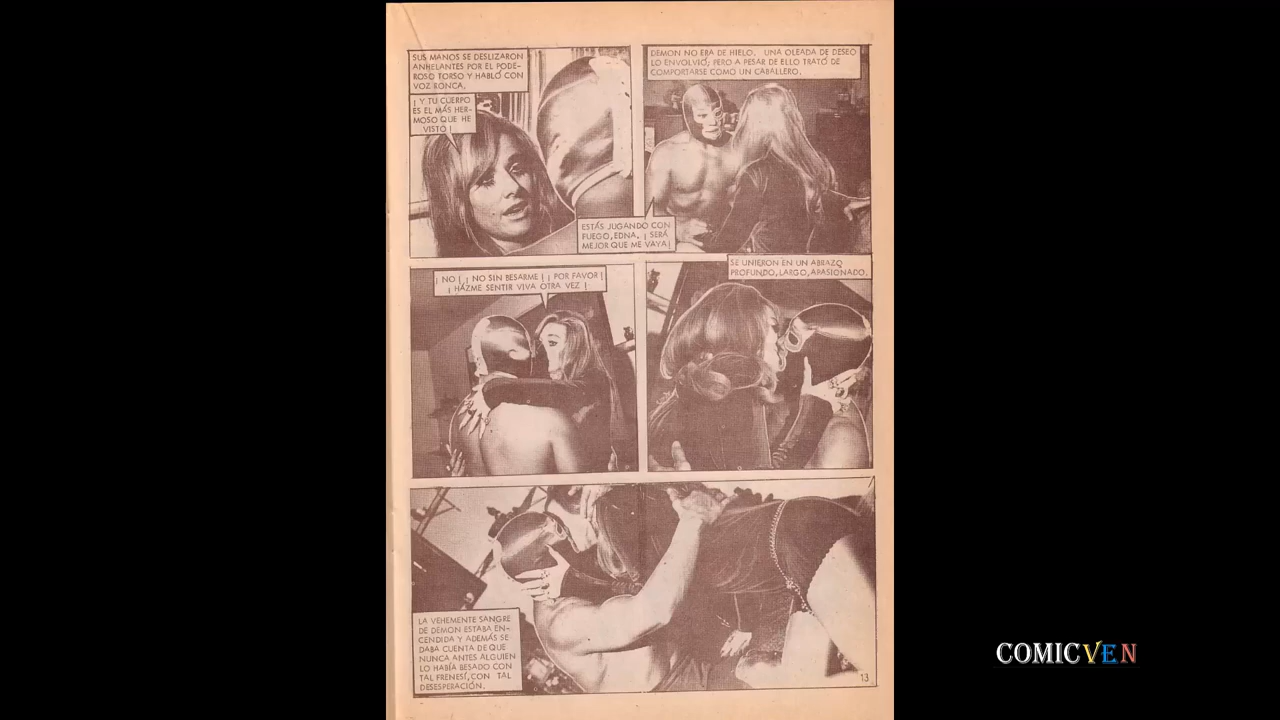 SUS MANOS SE DESLIZARON
ANHELANTES POR EL PODE-
ROSO TORSO Y HABLÓ CON
VOZ RONCA.
¡ Y TU CUERPO
ES EL MÁS HER-
MOSO QUE HE
VISTO !
DEMON NO ERA DE HIELO. UNA OLEADA DE DESEO
LO ENVOLVIÓ; PERO A PESAR DE ELLO TRATÓ DE
COMPORTARSE COMO UN CABALLERO.
ESTÁS JUGANDO CON
FUEGO, EDNA. ¡ SERÁ
MEJOR QUE ME VAYA!
¡ NO ! ¡ NO SIN BESARME ! ¡ POR FAVOR !
¡ HÁZME SENTIR VIVA OTRA VEZ !
SE UNIERON EN UN ABRAZO
PROFUNDO, LARGO, APASIONADO.
LA VEHEMENTE SANGRE
DE DEMON ESTABA EN-
CENDIDA Y ADEMÁS SE
DABA CUENTA DE QUE
NUNCA ANTES ALGUIEN
LO HABÍA BESADO CON
TAL FRENESÍ, CON TAL
DESESPERACIÓN.
13
COMICVEN